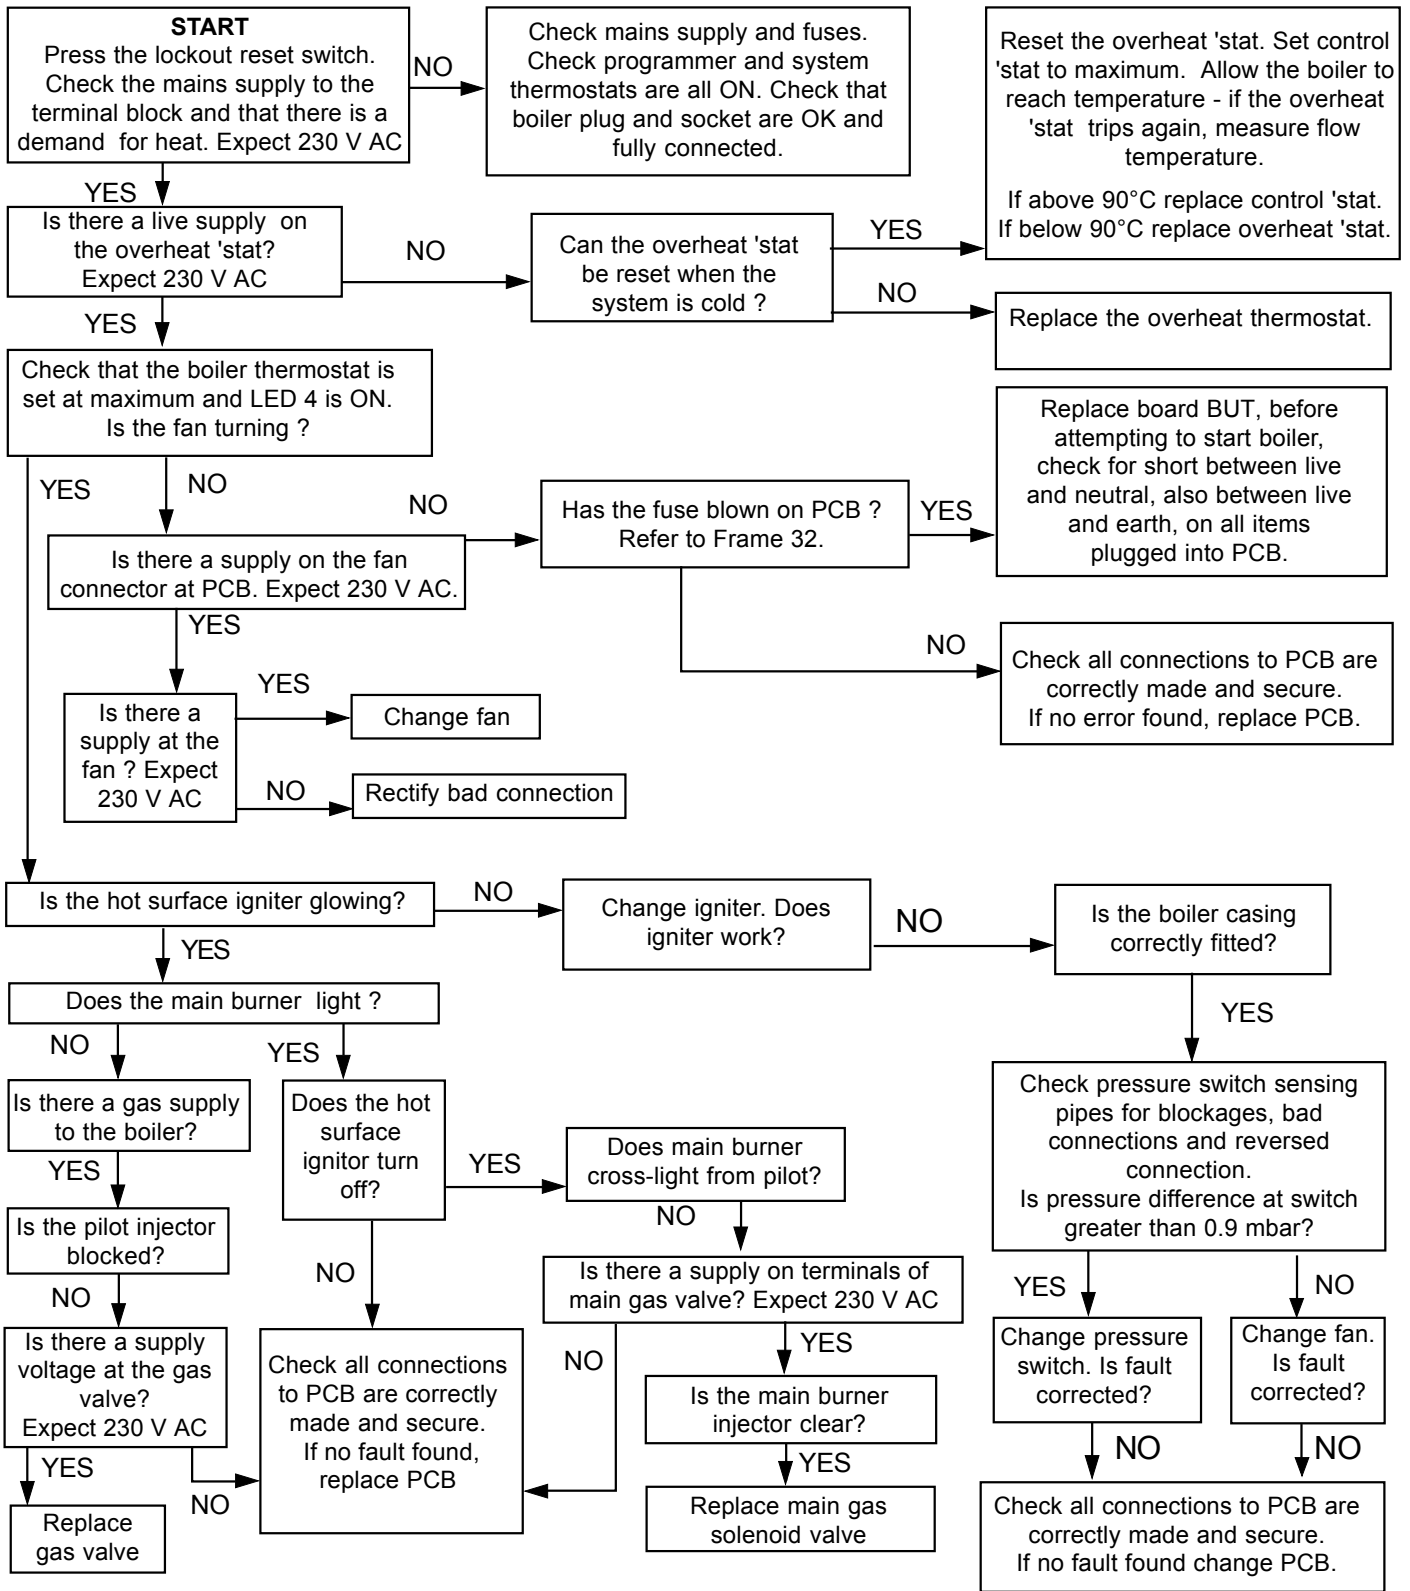 START
Press the lockout reset switch.
Check the mains supply to the
terminal block and that there is a
demand for heat. Expect 230 V AC
NO
Check mains supply and fuses.
Check programmer and system
thermostats are all ON. Check that
boiler plug and socket are OK and
fully connected.
Reset the overheat 'stat. Set control
'stat to maximum. Allow the boiler to
reach temperature - if the overheat
'stat trips again, measure flow
temperature.
If above 90°C replace control 'stat.
If below 90°C replace overheat 'stat.
YES
Is there a live supply on
the overheat 'stat?
Expect 230 V AC
NO
Can the overheat 'stat
be reset when the
system is cold ?
YES
NO
Replace the overheat thermostat.
YES
Check that the boiler thermostat is
set at maximum and LED 4 is ON.
Is the fan turning ?
YES
NO
Is there a supply on the fan
connector at PCB. Expect 230 V AC.
NO
Has the fuse blown on PCB ?
Refer to Frame 32.
YES
Replace board BUT, before
attempting to start boiler,
check for short between live
and neutral, also between live
and earth, on all items
plugged into PCB.
NO
Check all connections to PCB are
correctly made and secure.
If no error found, replace PCB.
YES
Is there a
supply at the
fan ? Expect
230 V AC
YES
Change fan
NO
Rectify bad connection
Is the hot surface igniter glowing?
NO
Change igniter. Does
igniter work?
NO
Is the boiler casing
correctly fitted?
YES
Does the main burner light ?
NO
YES
Is there a gas supply
to the boiler?
YES
Is the pilot injector
blocked?
NO
Is there a supply
voltage at the gas
valve?
Expect 230 V AC
YES
NO
Replace
gas valve
Does the hot
surface
ignitor turn
off?
YES
NO
Check all connections
to PCB are correctly
made and secure.
If no fault found,
replace PCB
Does main burner
cross-light from pilot?
NO
Is there a supply on terminals of
main gas valve? Expect 230 V AC
NO
YES
Is the main burner
injector clear?
YES
Replace main gas
solenoid valve
YES
Check pressure switch sensing
pipes for blockages, bad
connections and reversed
connection.
Is pressure difference at switch
greater than 0.9 mbar?
YES
NO
Change pressure
switch. Is fault
corrected?
Change fan.
Is fault
corrected?
NO
NO
Check all connections to PCB are
correctly made and secure.
If no fault found change PCB.